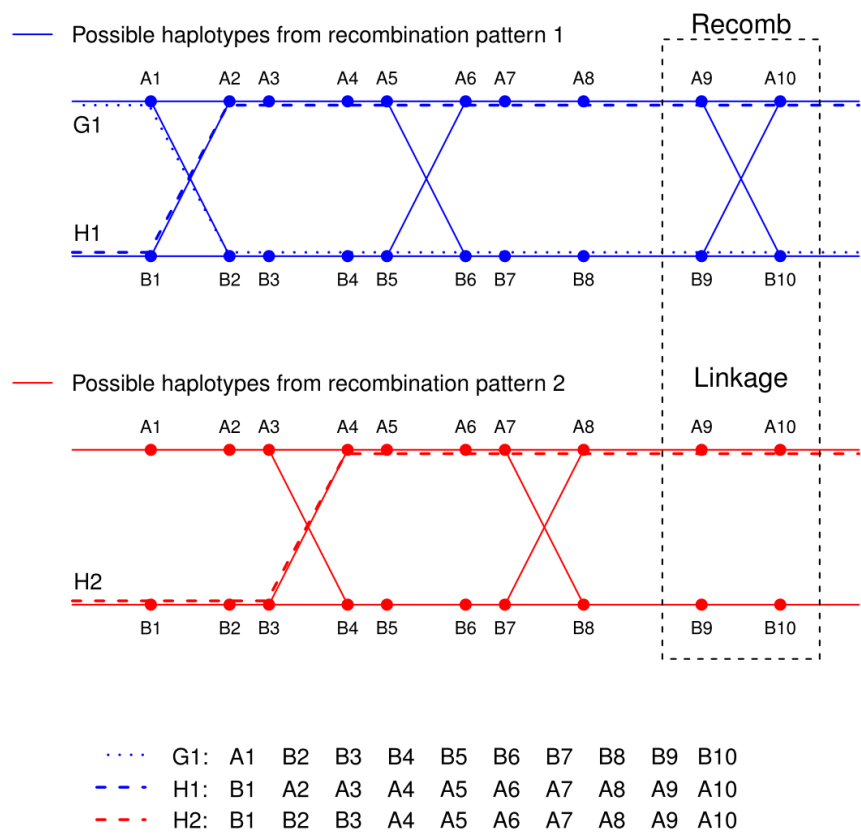 Possible haplotypes from recombination pattern 1
Recomb
A1 A2 A3 A4 A5 A6 A7 A8 A9 A10
G1
H1
B1 B2 B3 B4 B5 B6 B7 B8 B9 B10
Possible haplotypes from recombination pattern 2
Linkage
A1 A2 A3 A4 A5 A6 A7 A8 A9 A10
H2
B1 B2 B3 B4 B5 B6 B7 B8 B9 B10
G1: A1 B2 B3 B4 B5 B6 B7 B8 B9 B10
H1: B1 A2 A3 A4 A5 A6 A7 A8 A9 A10
H2: B1 B2 B3 A4 A5 A6 A7 A8 A9 A10